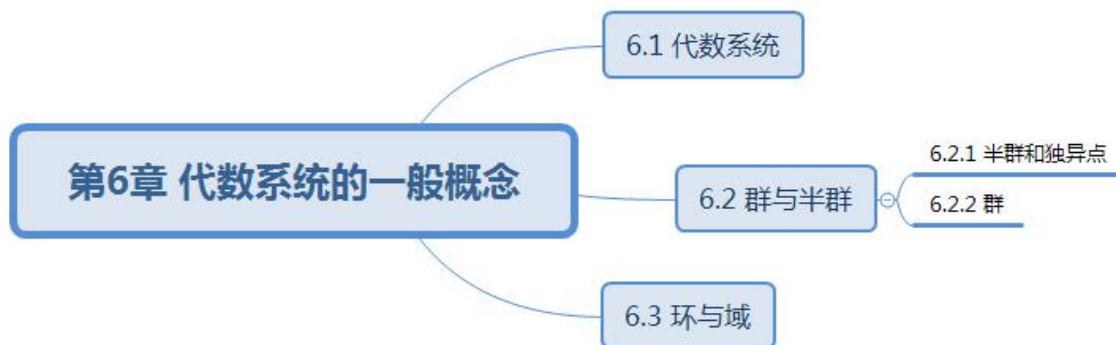 6.1 代数系统
第6章 代数系统的一般概念
6.2 群与半群
6.2.1 半群和独异点
6.2.2 群
6.3 环与域